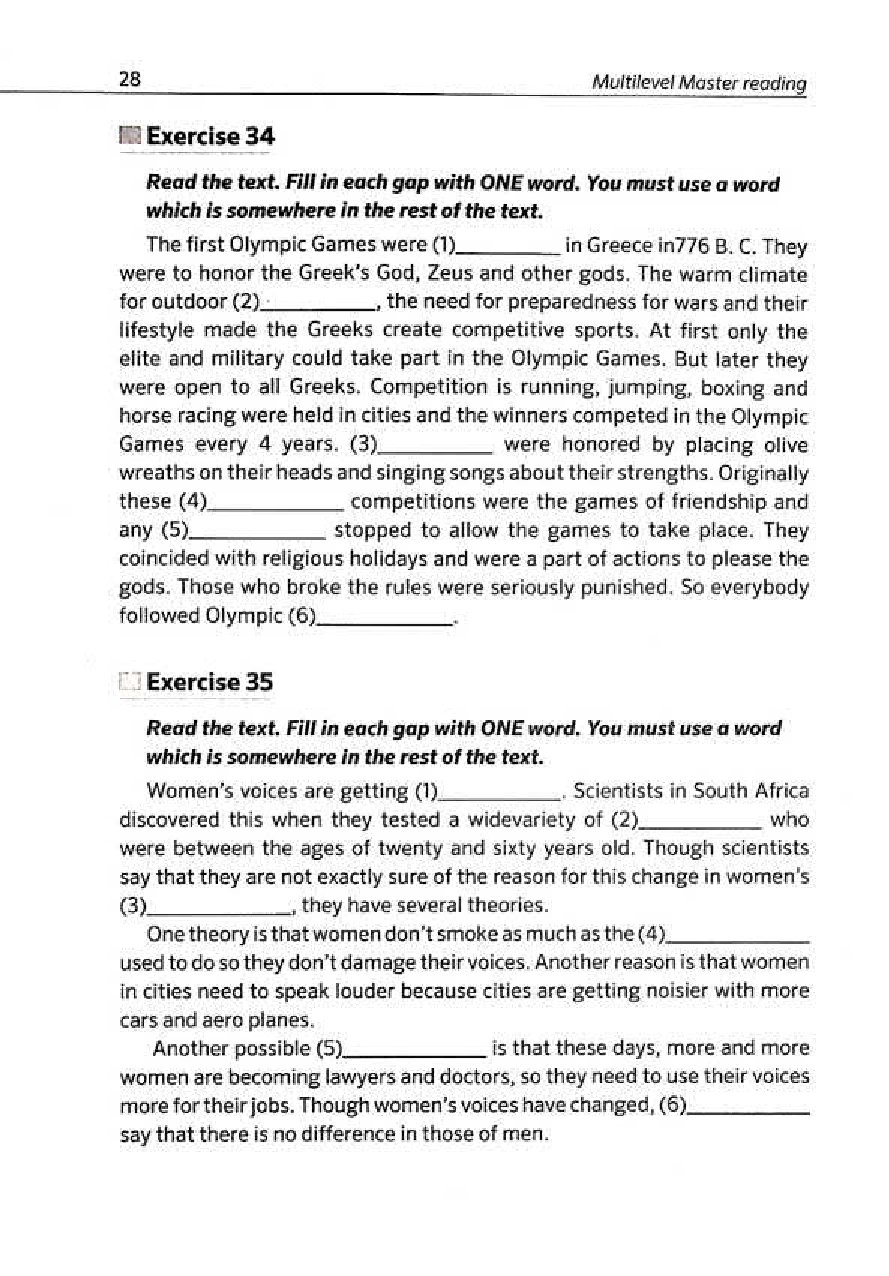 28 Multilevel Master reading
Exercise 34
Read the text. Fill in each gap with ONE word. You must use a word
which is somewhere in the rest of the text.
The first Olympic Games were (1)__________ in Greece in776 B. C. They
were to honor the Greek's God, Zeus and other gods. The warm climate
for outdoor (2)__________, the need for preparedness for wars and their
lifestyle made the Greeks create competitive sports. At first only the
elite and military could take part in the Olympic Games. But later they
were open to all Greeks. Competition is running, jumping, boxing and
horse racing were held in cities and the winners competed in the Olympic
Games every 4 years. (3)__________ were honored by placing olive
wreaths on their heads and singing songs about their strengths. Originally
these (4)____________ competitions were the games of friendship and
any (5)____________ stopped to allow the games to take place. They
coincided with religious holidays and were a part of actions to please the
gods. Those who broke the rules were seriously punished. So everybody
followed Olympic (6)____________.
Exercise 35
Read the text. Fill in each gap with ONE word. You must use a word
which is somewhere in the rest of the text.
Women's voices are getting (1)___________. Scientists in South Africa
discovered this when they tested a widevariety of (2)___________ who
were between the ages of twenty and sixty years old. Though scientists
say that they are not exactly sure of the reason for this change in women's
(3)_____________, they have several theories.
One theory is that women don't smoke as much as the (4)_____________
used to do so they don't damage their voices. Another reason is that women
in cities need to speak louder because cities are getting noisier with more
cars and aero planes.
Another possible (5)_____________ is that these days, more and more
women are becoming lawyers and doctors, so they need to use their voices
more for their jobs. Though women's voices have changed, (6)___________
say that there is no difference in those of men.